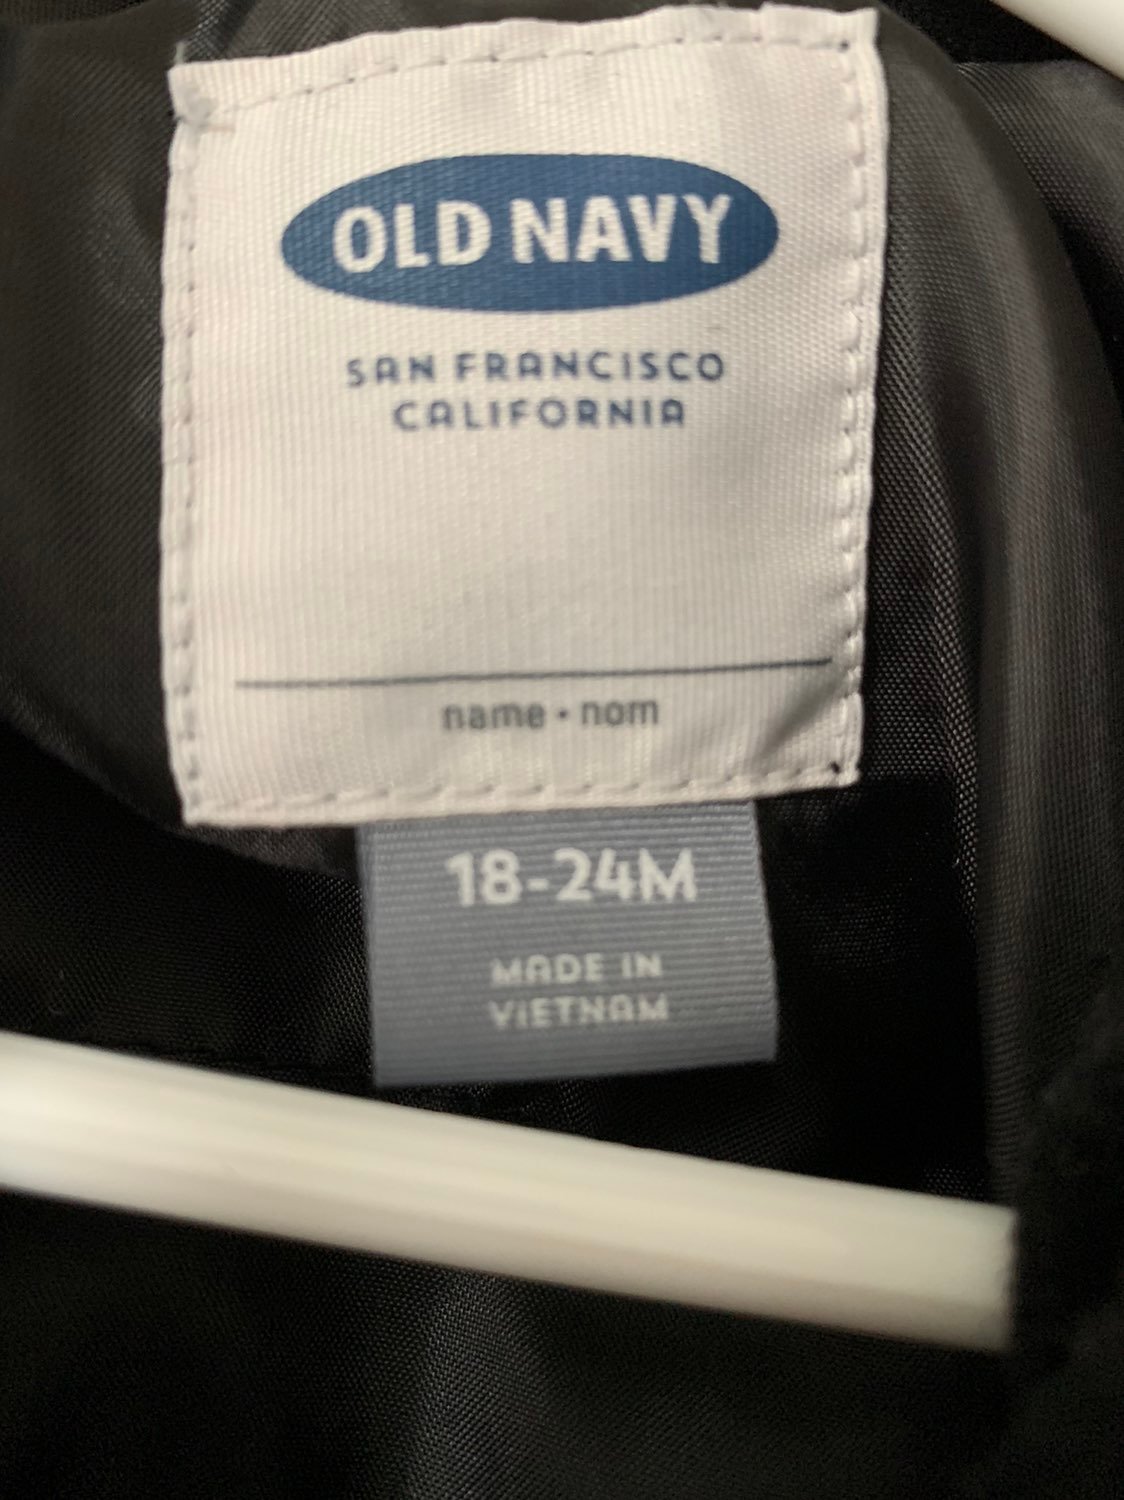 OLD NAVY
SAN FRANCISCO
CALIFORNIA
name • nom
18-24M
MADE IN
VIETNAM